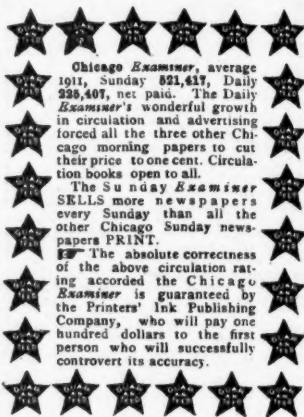 Chicago Examiner, average
1911, Sunday 521,417, Daily
225,407, net paid. The Daily
Examiner's wonderful growth
in circulation and advertising
forced all the three other Chi-
cago morning papers to cut
their price to one cent. Circula-
tion books open to all.
The Sunday Examiner
SELLS more newspapers
every Sunday than all the
other Chicago Sunday news-
papers PRINT.
☛ The absolute correctness
of the above circulation rat-
ing accorded the Chicago
Examiner is guaranteed by
the Printers' Ink Publishing
Company, who will pay one
hundred dollars to the first
person who will successfully
controvert its accuracy.